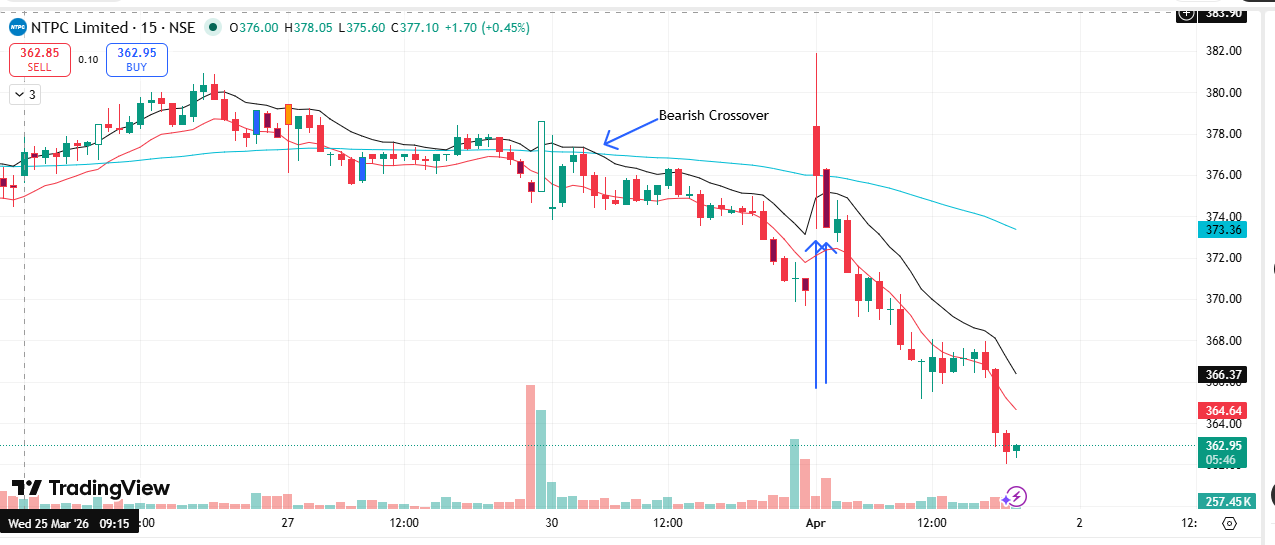 NTPC Limited · 15 · NSE O376.00 H378.05 L375.60 C377.10 +1.70 (+0.45%)
362.85 SELL 0.10 362.95 BUY
3
Bearish Crossover
383.90
382.00
380.00
378.00
376.00
374.00
373.36
372.00
370.00
368.00
366.37
364.64
364.00
362.95
05:46
257.45 K
TradingView
Wed 25 Mar '26 09:15 :00 27 12:00 30 12:00 Apr 12:00 2 12: